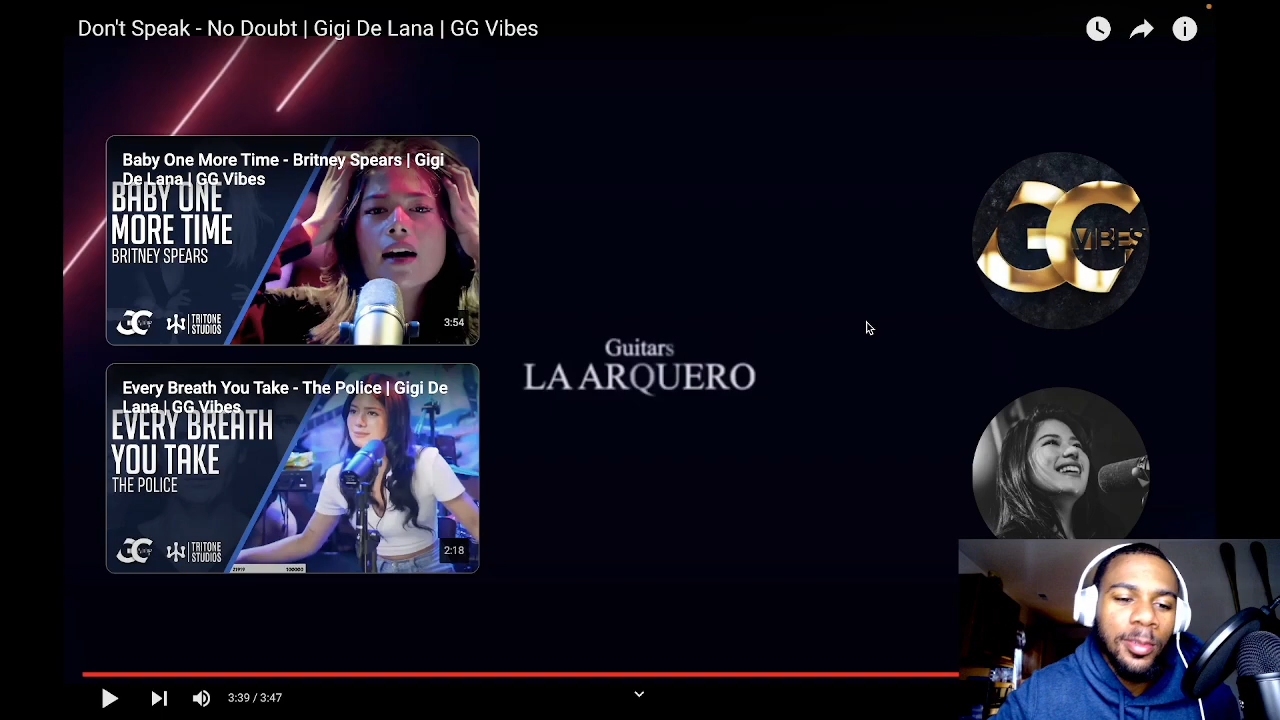 Don't Speak - No Doubt | Gigi De Lana | GG Vibes
Baby One More Time - Britney Spears | Gigi
De Lana | GG Vibes
BABY ONE
MORE TIME
BRITNEY SPEARS
TRITONE
STUDIOS
3:54
Every Breath You Take - The Police | Gigi De
Lana | GG Vibes
EVERY BREATH
YOU TAKE
THE POLICE
TRITONE
STUDIOS
2:18
Guitars
LA ARQUERO
GG
VIBES
3:39 / 3:47